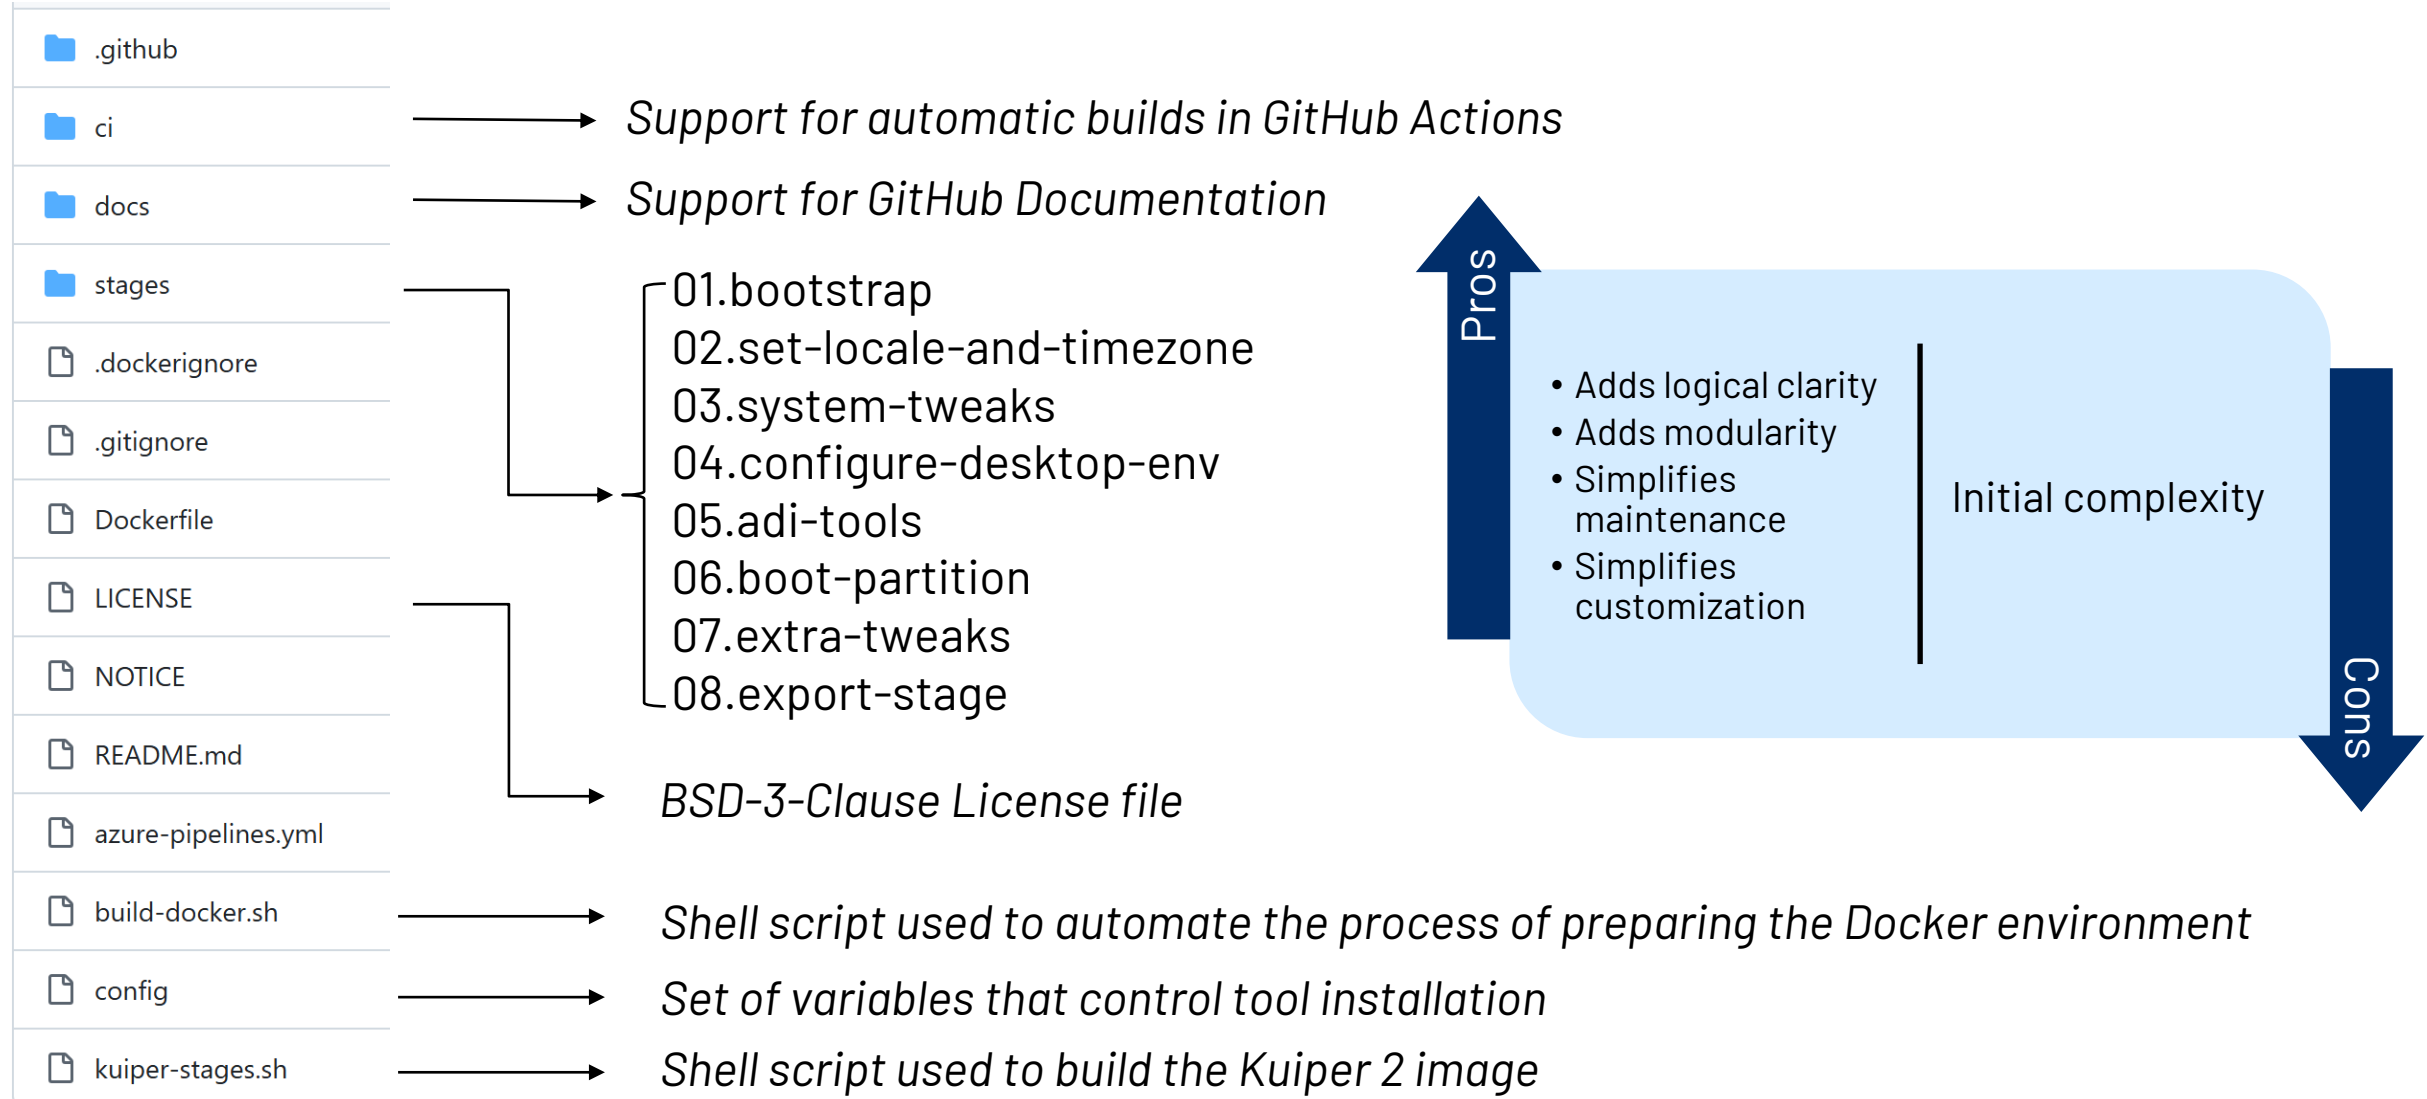 .github
ci
docs
stages
.dockerignore
.gitignore
Dockerfile
LICENSE
NOTICE
README.md
azure-pipelines.yml
build-docker.sh
config
kuiper-stages.sh
Support for automatic builds in GitHub Actions
Support for GitHub Documentation
01.bootstrap
02.set-locale-and-timezone
03.system-tweaks
04.configure-desktop-env
05.adi-tools
06.boot-partition
07.extra-tweaks
08.export-stage
BSD-3-Clause License file
Shell script used to automate the process of preparing the Docker environment
Set of variables that control tool installation
Shell script used to build the Kuiper 2 image
Pros
• Adds logical clarity
• Adds modularity
• Simplifies
maintenance
• Simplifies
customization
Initial complexity
Cons